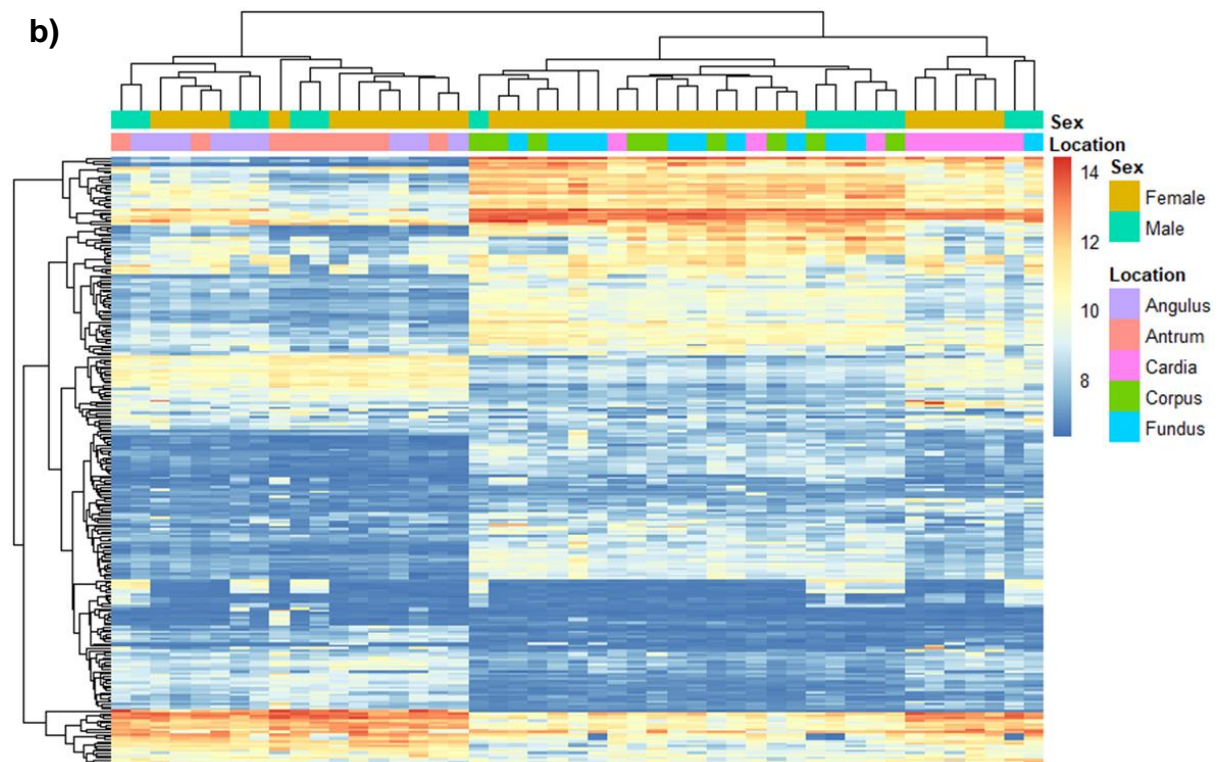 b)
Sex
Location
14
12
10
8
Sex
Female
Male
Location
Angulus
Antrum
Cardia
Corpus
Fundus